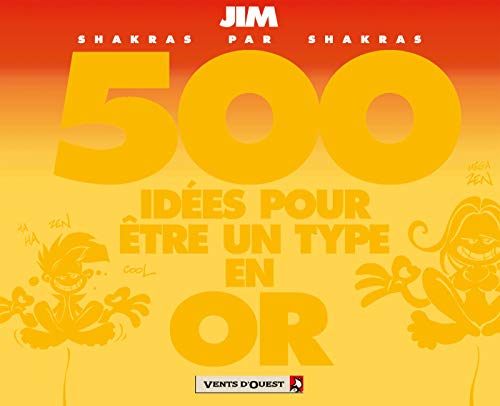 JIM
SHAKRAS PAR SHAKRAS
500
IDÉES POUR
ÊTRE UN TYPE
EN
OR
HA
HA
ZEN
COOL
MEGA
ZEN
VENTS D'OUEST